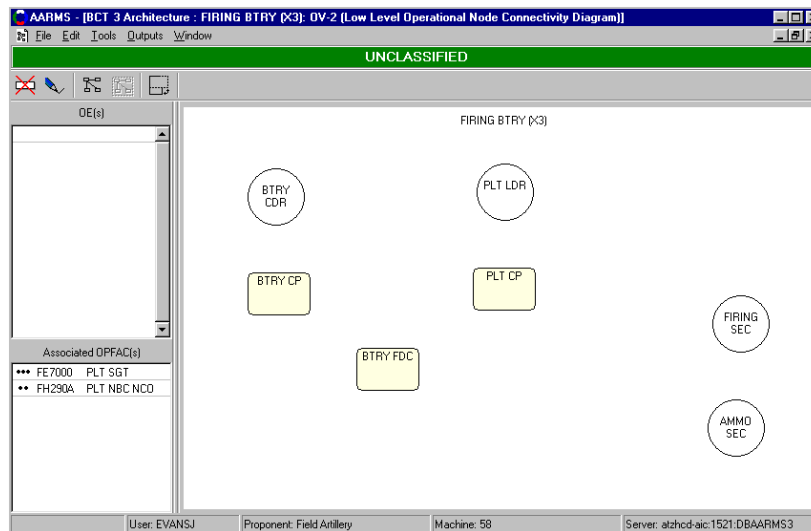 AARMS - [BCT 3 Architecture : FIRING BTRY (X3): OV-2 (Low Level Operational Node Connectivity Diagram)]
File Edit Tools Outputs Window
UNCLASSIFIED
OE(s)
FIRING BTRY (X3)
BTRY
CDR
PLT LDR
BTRY CP
PLT CP
FIRING
SEC
BTRY FDC
AMMO
SEC
Associated OPFAC(s)
••• FE7000 PLT SGT
•• FH290A PLT NBC NCO
User: EVANSJ Proponent: Field Artillery Machine: 58 Server: atzhcd-aic:1521:DBAARMS3